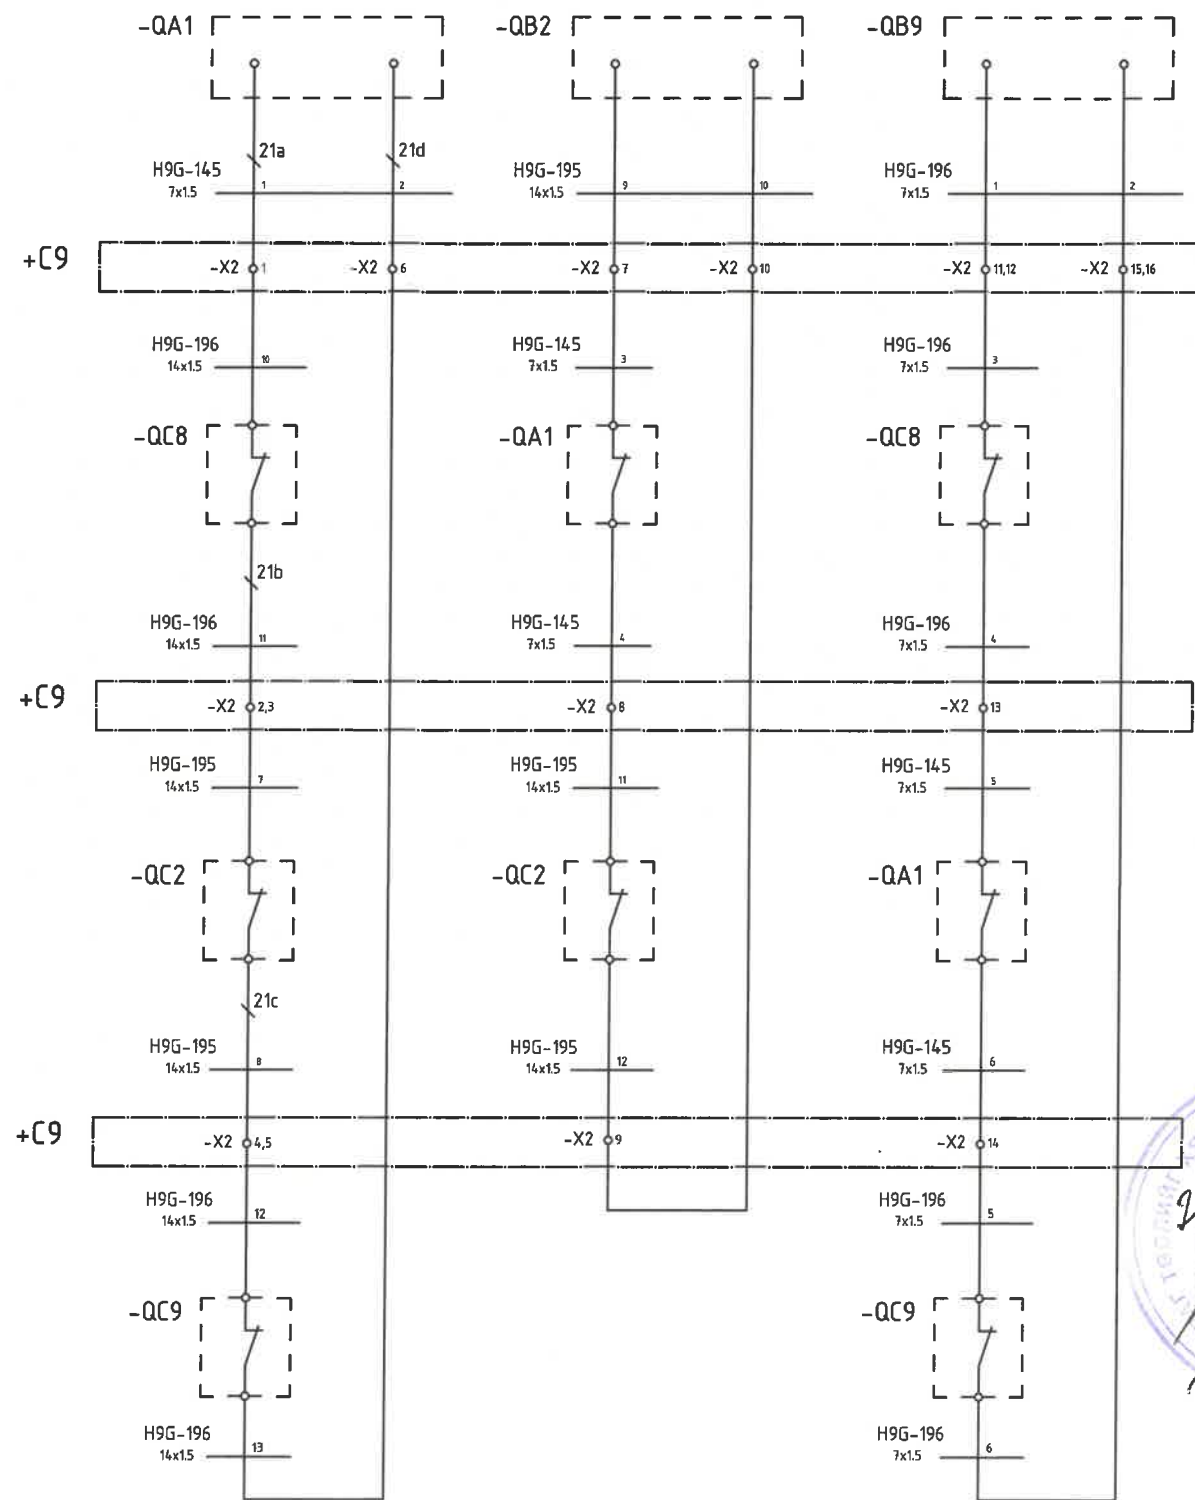 -QA1 -QB2 -QB9
21a 21d
H9G-145 7x1.5 1 2 H9G-195 14x1.5 9 10 H9G-196 7x1.5 1 2
+C9 -X2 1 -X2 6 -X2 7 -X2 10 -X2 11,12 -X2 15,16
H9G-196 14x1.5 10 H9G-145 7x1.5 3 H9G-196 7x1.5 3
-QC8 -QA1 -QC8
21b
H9G-196 14x1.5 11 H9G-145 7x1.5 4 H9G-196 7x1.5 4
+C9 -X2 2,3 -X2 8 -X2 13
H9G-195 14x1.5 7 H9G-195 14x1.5 11 H9G-145 7x1.5 5
-QC2 -QC2 -QA1
21c
H9G-195 14x1.5 8 H9G-195 14x1.5 12 H9G-145 7x1.5 6
+C9 -X2 4,5 -X2 9 -X2 14
H9G-196 14x1.5 12 H9G-196 7x1.5 5
-QC9 -QC9
H9G-196 14x1.5 13 H9G-196 7x1.5 6